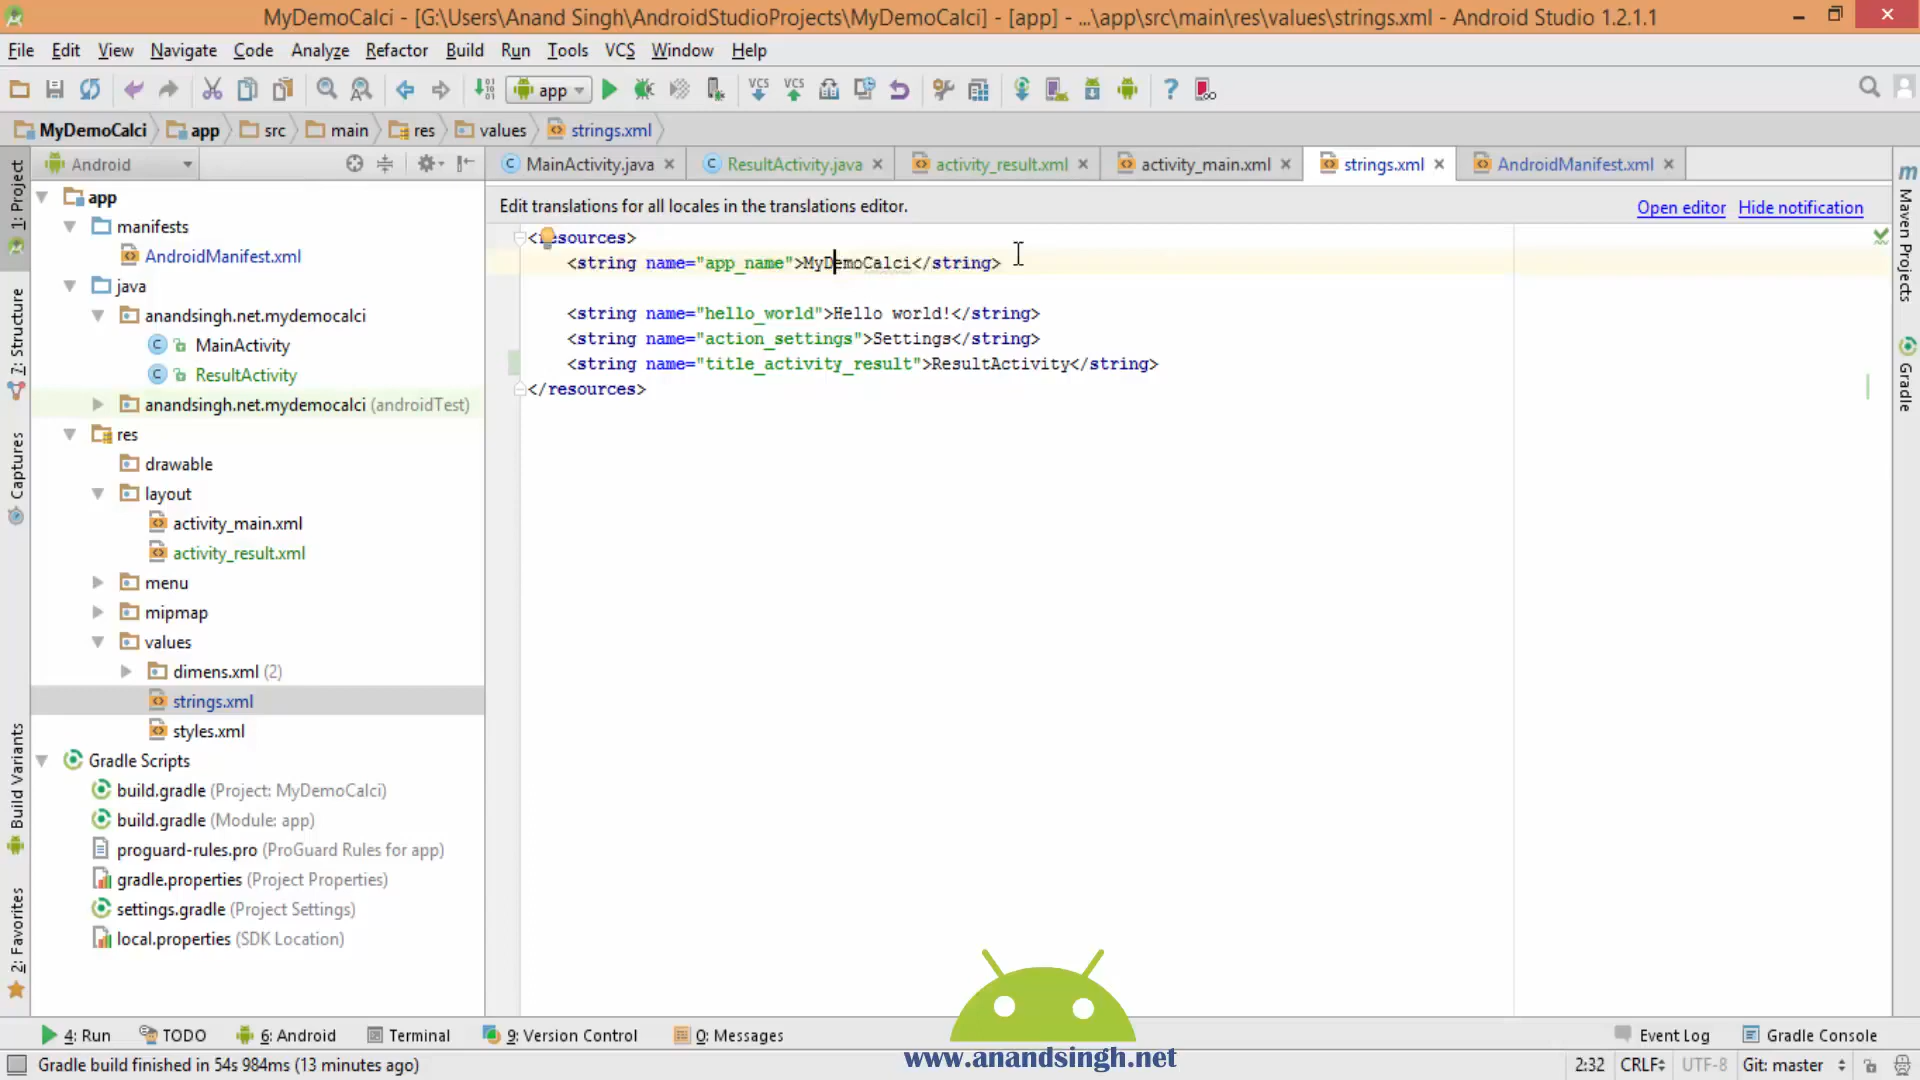 MyDemoCalci - [G:\Users\Anand Singh\AndroidStudioProjects\MyDemoCalci] - [app] - ...\app\src\main\res\values\strings.xml - Android Studio 1.2.1.1
File Edit View Navigate Code Analyze Refactor Build Run Tools VCS Window Help
app
VCS VCS
MyDemoCalci app src main res values strings.xml
Android
MainActivity.java ResultActivity.java activity_result.xml activity_main.xml strings.xml AndroidManifest.xml
Edit translations for all locales in the translations editor. Open editor Hide notification
1: Project
7: Structure
Captures
Build Variants
2: Favorites
app
manifests
AndroidManifest.xml
java
anandsingh.net.mydemocalci
MainActivity
ResultActivity
anandsingh.net.mydemocalci (androidTest)
res
drawable
layout
activity_main.xml
activity_result.xml
menu
mipmap
values
dimens.xml (2)
strings.xml
styles.xml
Gradle Scripts
build.gradle (Project: MyDemoCalci)
build.gradle (Module: app)
proguard-rules.pro (ProGuard Rules for app)
gradle.properties (Project Properties)
settings.gradle (Project Settings)
local.properties (SDK Location)
<resources>
<string name="app_name">MyDemoCalci</string>
<string name="hello_world">Hello world!</string>
<string name="action_settings">Settings</string>
<string name="title_activity_result">ResultActivity</string>
</resources>
m Maven Projects
Gradle
4: Run TODO 6: Android Terminal 9: Version Control 0: Messages Event Log Gradle Console
www.anandsingh.net
Gradle build finished in 54s 984ms (13 minutes ago) 2:32 CRLF UTF-8 Git: master